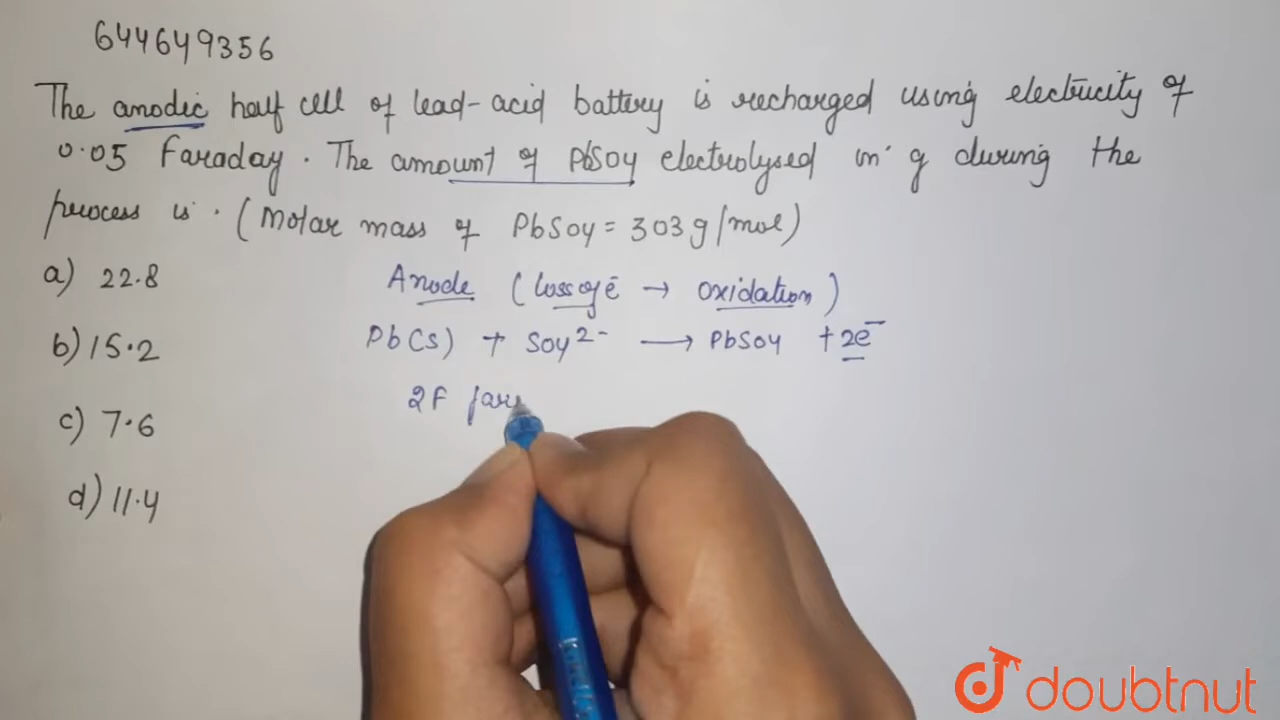 644649356
The anodic half cell of lead-acid battery is recharged using electricity of
0.05 Faraday. The amount of PbSO4 electrolysed in g during the
process is. (Molar mass of PbSO4 = 303g/mol)
a) 22.8
Anode (loss of e⁻ → oxidation)
Pb(s) + SO4²⁻ → PbSO4 + 2e⁻
b) 15.2
2F far
c) 7.6
d) 11.4
doubtnut